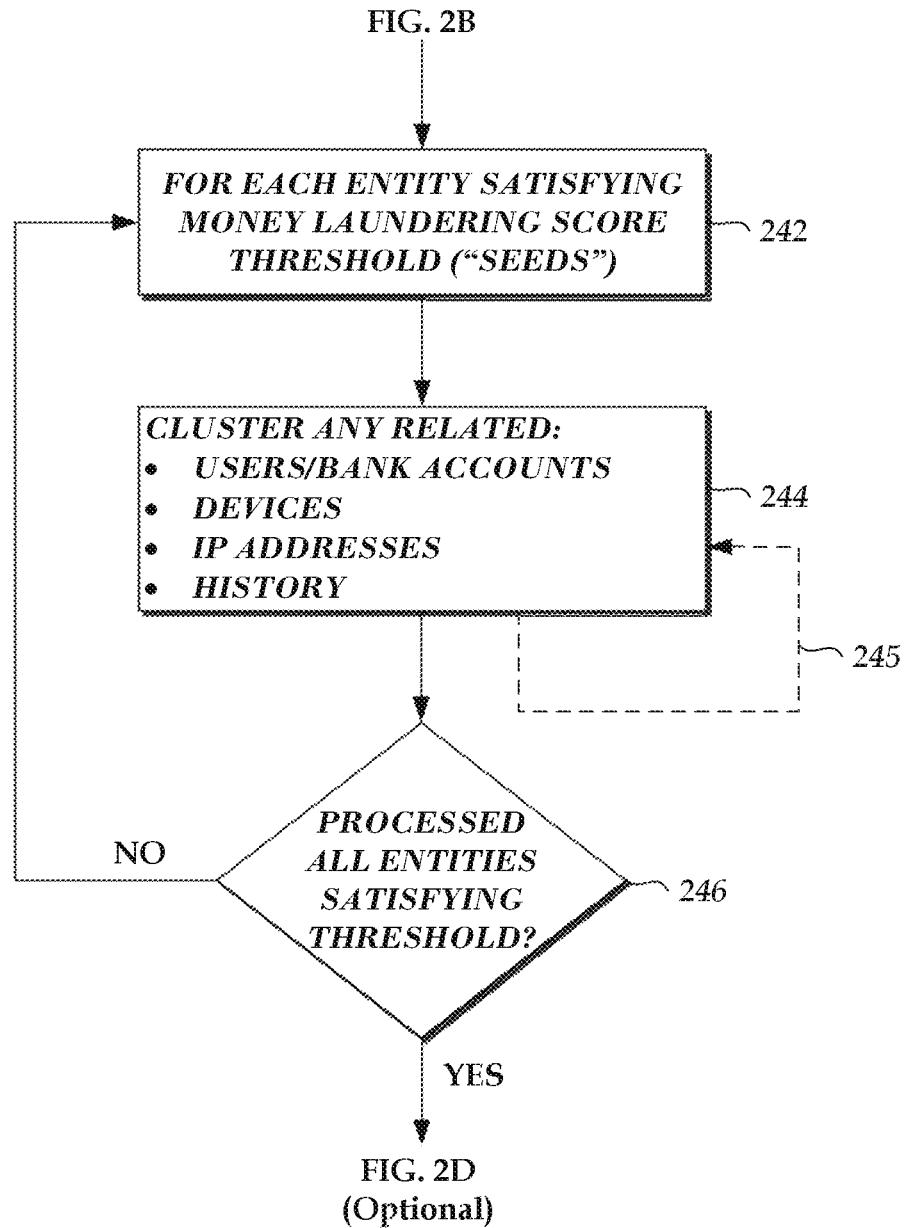 FIG. 2B
FOR EACH ENTITY SATISFYING
MONEY LAUNDERING SCORE
THRESHOLD (“SEEDS”)
242
CLUSTER ANY RELATED:
• USERS/BANK ACCOUNTS
• DEVICES
• IP ADDRESSES
• HISTORY
244
245
PROCESSED
ALL ENTITIES
SATISFYING
THRESHOLD?
246
NO
YES
FIG. 2D
(Optional)